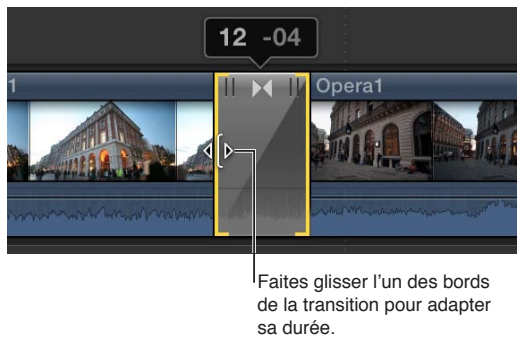 12 -04
1 Opera1
Faites glisser l’un des bords
de la transition pour adapter
sa durée.